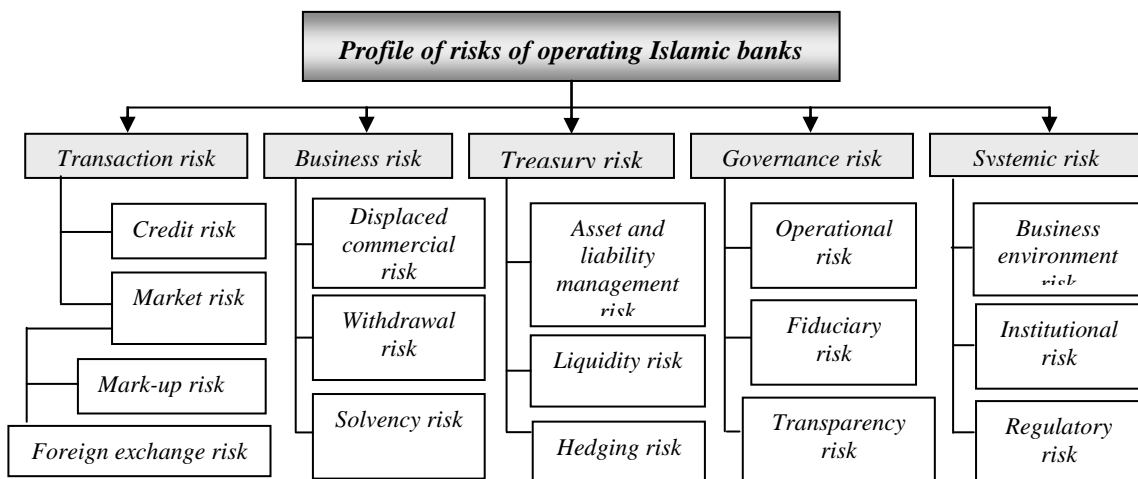 Profile of risks of operating Islamic banks
Transaction risk
Business risk
Treasury risk
Governance risk
Systemic risk
Credit risk
Market risk
Mark-up risk
Foreign exchange risk
Displaced
commercial
risk
Withdrawal
risk
Solvency risk
Asset and
liability
management
risk
Liquidity risk
Hedging risk
Operational
risk
Fiduciary
risk
Transparency
risk
Business
environment
risk
Institutional
risk
Regulatory
risk